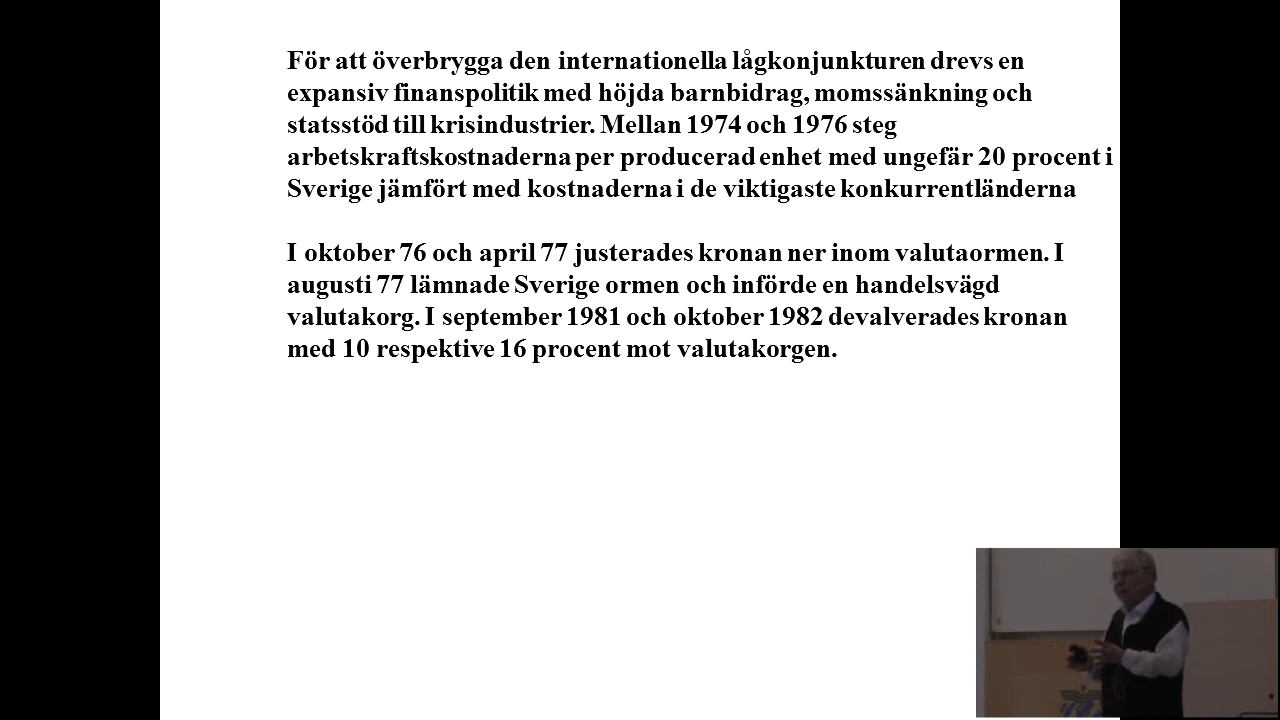 För att överbrygga den internationella lågkonjunkturen drevs en
expansiv finanspolitik med höjda barnbidrag, momssänkning och
statsstöd till krisindustrier. Mellan 1974 och 1976 steg
arbetskraftskostnaderna per producerad enhet med ungefär 20 procent i
Sverige jämfört med kostnaderna i de viktigaste konkurrentländerna
I oktober 76 och april 77 justerades kronan ner inom valutaormen. I
augusti 77 lämnade Sverige ormen och införde en handelsvägd
valutakorg. I september 1981 och oktober 1982 devalverades kronan
med 10 respektive 16 procent mot valutakorgen.